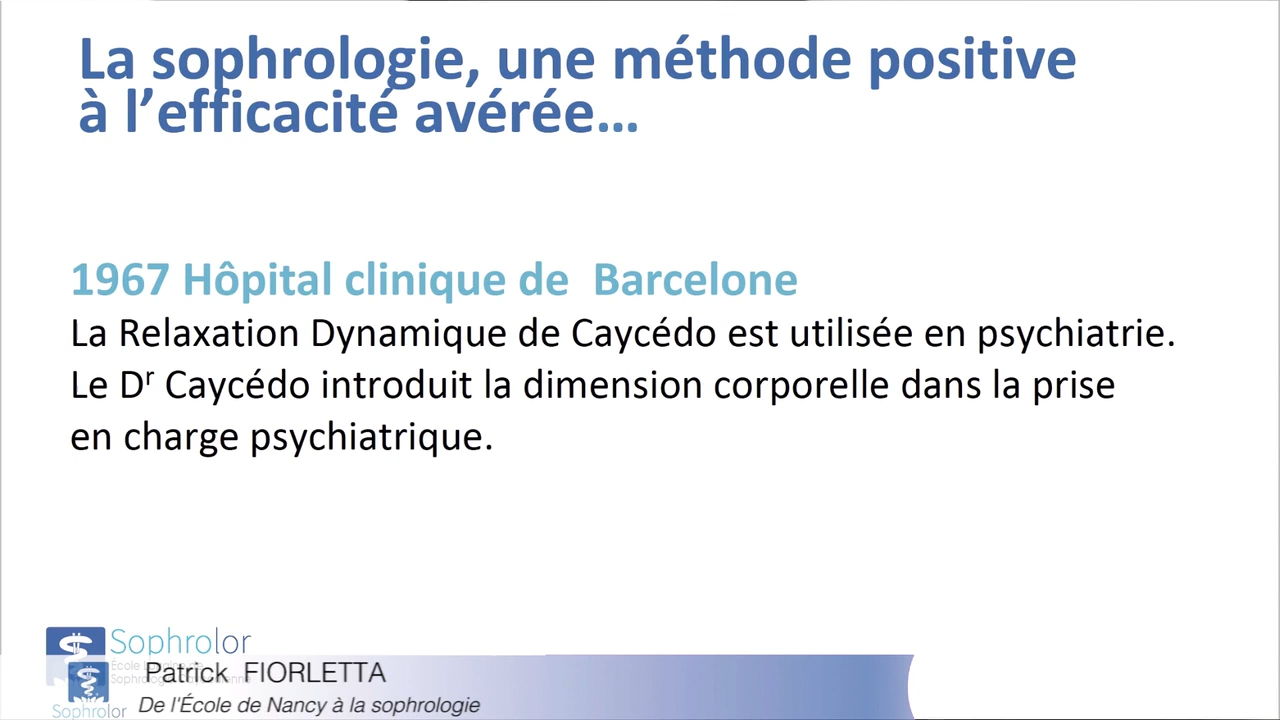 La sophrologie, une méthode positive
à l’efficacité avérée…
1967 Hôpital clinique de  Barcelone
La Relaxation Dynamique de Caycédo est utilisée en psychiatrie.
Le Dr Caycédo introduit la dimension corporelle dans la prise
en charge psychiatrique.
Sophrolor
Patrick FIORLETTA
De l'École de Nancy à la sophrologie
Sophrolor